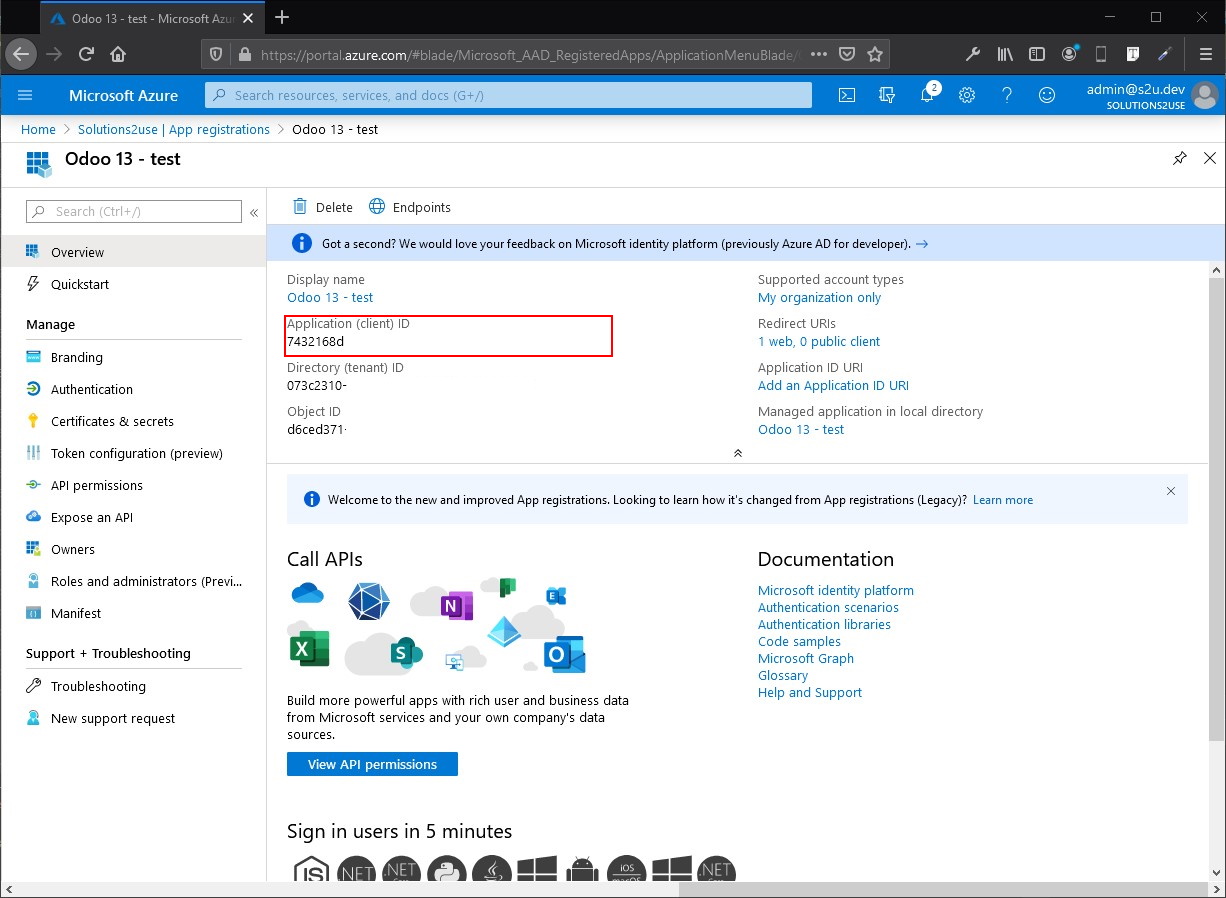 Odoo 13 - test - Microsoft Azur
https://portal.azure.com/#blade/Microsoft_AAD_RegisteredApps/ApplicationMenuBlade/
Microsoft Azure
Search resources, services, and docs (G+/)
2
admin@s2u.dev
SOLUTIONS2USE
Home > Solutions2use | App registrations > Odoo 13 - test
Odoo 13 - test
Search (Ctrl+/)
«
Overview
Quickstart
Manage
Branding
Authentication
Certificates & secrets
Token configuration (preview)
API permissions
Expose an API
Owners
Roles and administrators (Previ...
Manifest
Support + Troubleshooting
Troubleshooting
New support request
Delete
Endpoints
Got a second? We would love your feedback on Microsoft identity platform (previously Azure AD for developer). →
Display name
Odoo 13 - test
Application (client) ID
7432168d
Directory (tenant) ID
073c2310-
Object ID
d6ced371
Supported account types
My organization only
Redirect URIs
1 web, 0 public client
Application ID URI
Add an Application ID URI
Managed application in local directory
Odoo 13 - test
Welcome to the new and improved App registrations. Looking to learn how it's changed from App registrations (Legacy)? Learn more
Call APIs
N
E
X
S
O
Build more powerful apps with rich user and business data
from Microsoft services and your own company's data
sources.
View API permissions
Documentation
Microsoft identity platform
Authentication scenarios
Authentication libraries
Code samples
Microsoft Graph
Glossary
Help and Support
Sign in users in 5 minutes
JS
.NET
.NET
iOS
.NET